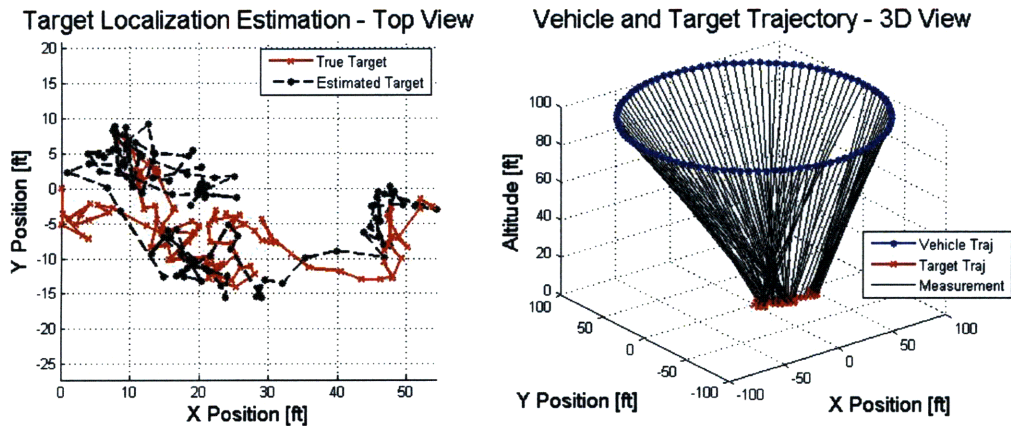 Target Localization Estimation - Top View
20
15
10
5
0
-5
-10
-15
-20
-25
Y Position [ft]
0 10 20 30 40 50
X Position [ft]
True Target
Estimated Target
Vehicle and Target Trajectory - 3D View
100
80
60
40
20
0
Altitude [ft]
100
50
0
-50
-100
Y Position [ft]
-100
-50
0
50
100
X Position [ft]
Vehicle Traj
Target Traj
Measurement